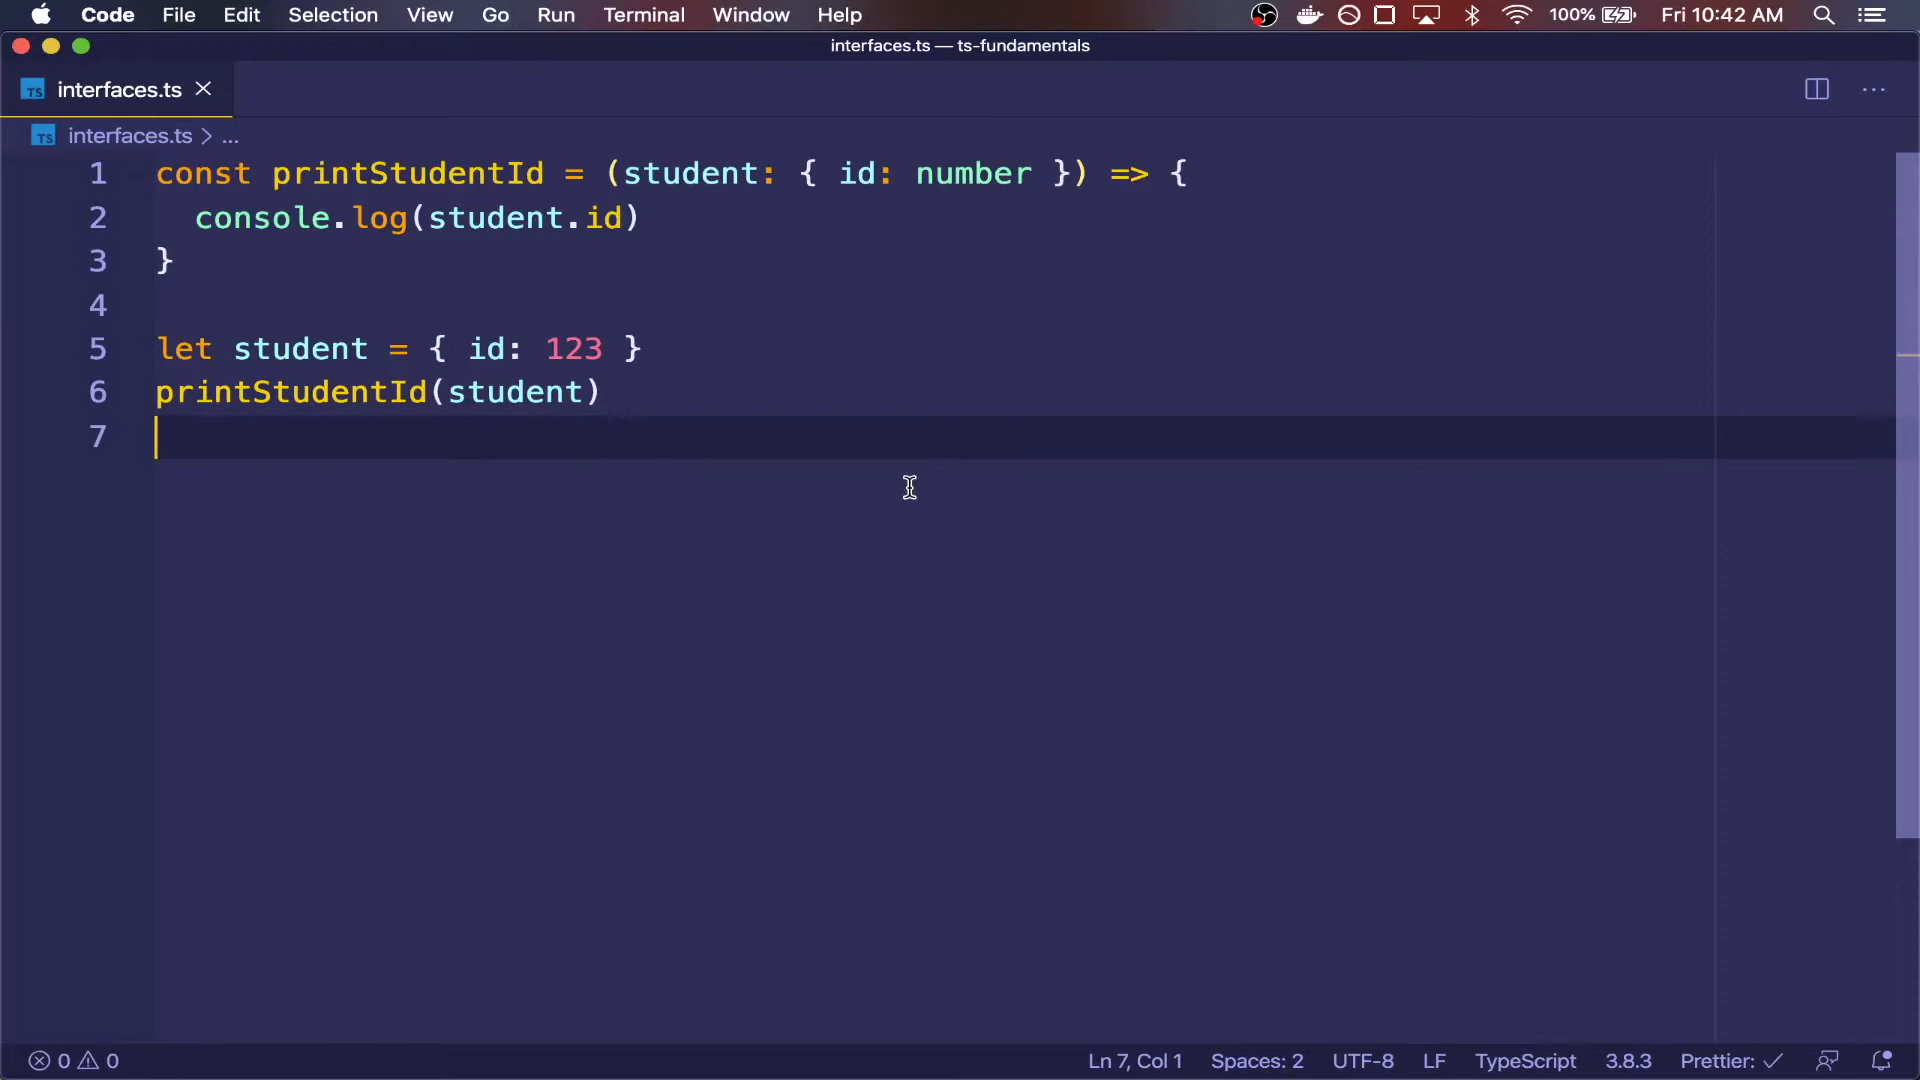 Code File Edit Selection View Go Run Terminal Window Help 100% Fri 10:42 AM
interfaces.ts — ts-fundamentals
TS interfaces.ts
TS interfaces.ts > ...
1 const printStudentId = (student: { id: number }) => {
2   console.log(student.id)
3 }
4
5 let student = { id: 123 }
6 printStudentId(student)
7
0 0 Ln 7, Col 1 Spaces: 2 UTF-8 LF TypeScript 3.8.3 Prettier: ✓